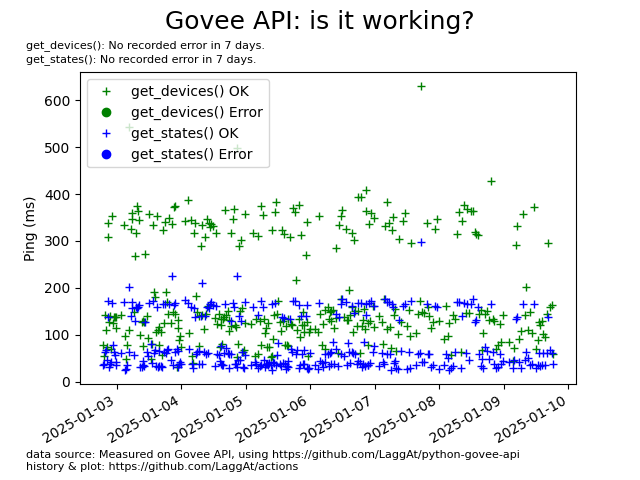 Govee API: is it working?
get_devices(): No recorded error in 7 days.
get_states(): No recorded error in 7 days.
600
500
400
300
200
100
0
Ping (ms)
get_devices() OK
get_devices() Error
get_states() OK
get_states() Error
2025-01-03
2025-01-04
2025-01-05
2025-01-06
2025-01-07
2025-01-08
2025-01-09
2025-01-10
data source: Measured on Govee API, using https://github.com/LaggAt/python-govee-api
history & plot: https://github.com/LaggAt/actions